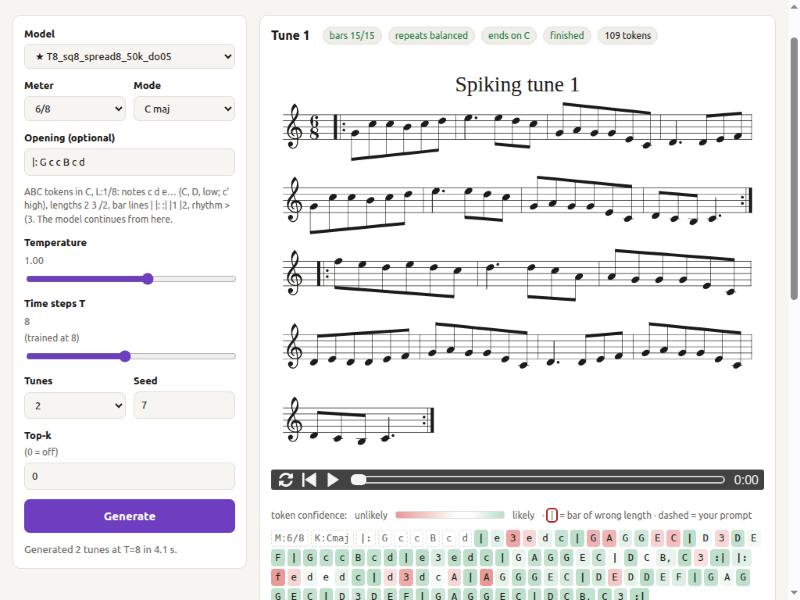 Model
★ T8_sq8_spread8_50k_do05
Meter
Mode
6/8
C maj
Opening (optional)
|: G c c B c d
ABC tokens in C, L:1/8: notes c d e… (C, D, low; c'
high), lengths 2 3 /2, bar lines | |: :| |1 |2, rhythm >
(3. The model continues from here.
Temperature
1.00
Time steps T
8
(trained at 8)
Tunes
Seed
2
7
Top-k
(0 = off)
0
Generate
Generated 2 tunes at T=8 in 4.1 s.
Tune 1
bars 15/15
repeats balanced
ends on C
finished
109 tokens
Spiking tune 1
6
8
0:00
token confidence: unlikely likely · | = bar of wrong length · dashed = your prompt
M:6/8 K:Cmaj |: G c c B c d | e 3 e d c | G A G G E C | D 3 D E
F | G c c B c d | e 3 e d c | G A G G E C | D C B, C 3 :| |:
f e d e d c | d 3 d c A | A G G G E C | D E D D E F | G A G
G E C | D 3 D E F | G A G G E C | D C B, C 3 :|